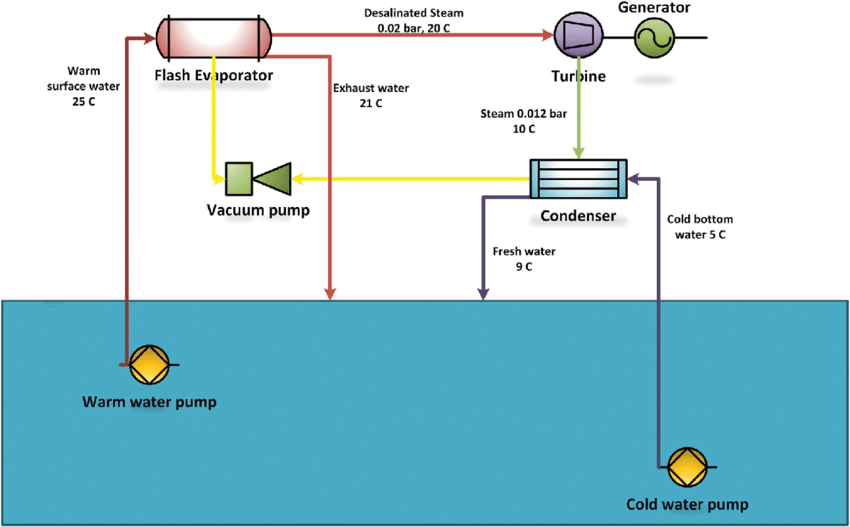 Desalinated Steam
0.02 bar, 20 C
Generator
Warm
surface water
25 C
Flash Evaporator
Exhaust water
21 C
Turbine
Steam 0.012 bar
10 C
Vacuum pump
Condenser
Cold bottom
water 5 C
Fresh water
9 C
Warm water pump
Cold water pump